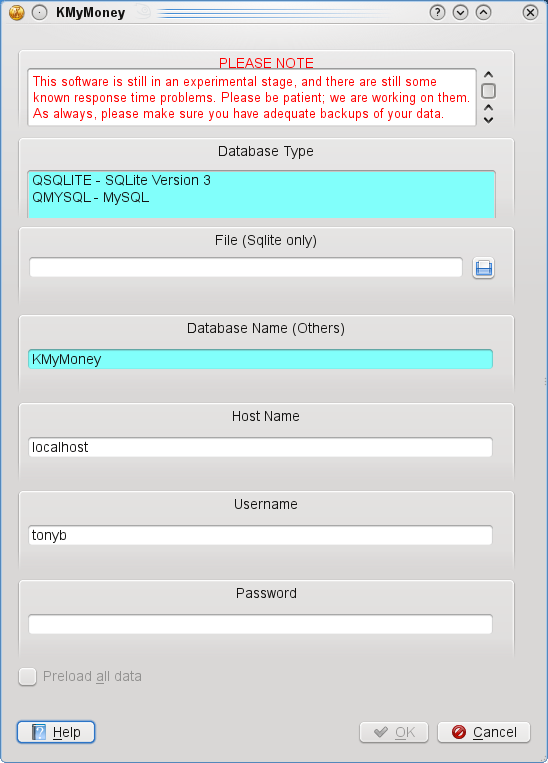 KMyMoney
PLEASE NOTE
This software is still in an experimental stage, and there are still some
known response time problems. Please be patient; we are working on them.
As always, please make sure you have adequate backups of your data.
Database Type
QSQLITE - SQLite Version 3
QMYSQL - MySQL
File (Sqlite only)
Database Name (Others)
KMyMoney
Host Name
localhost
Username
tonyb
Password
Preload all data
Help
OK
Cancel